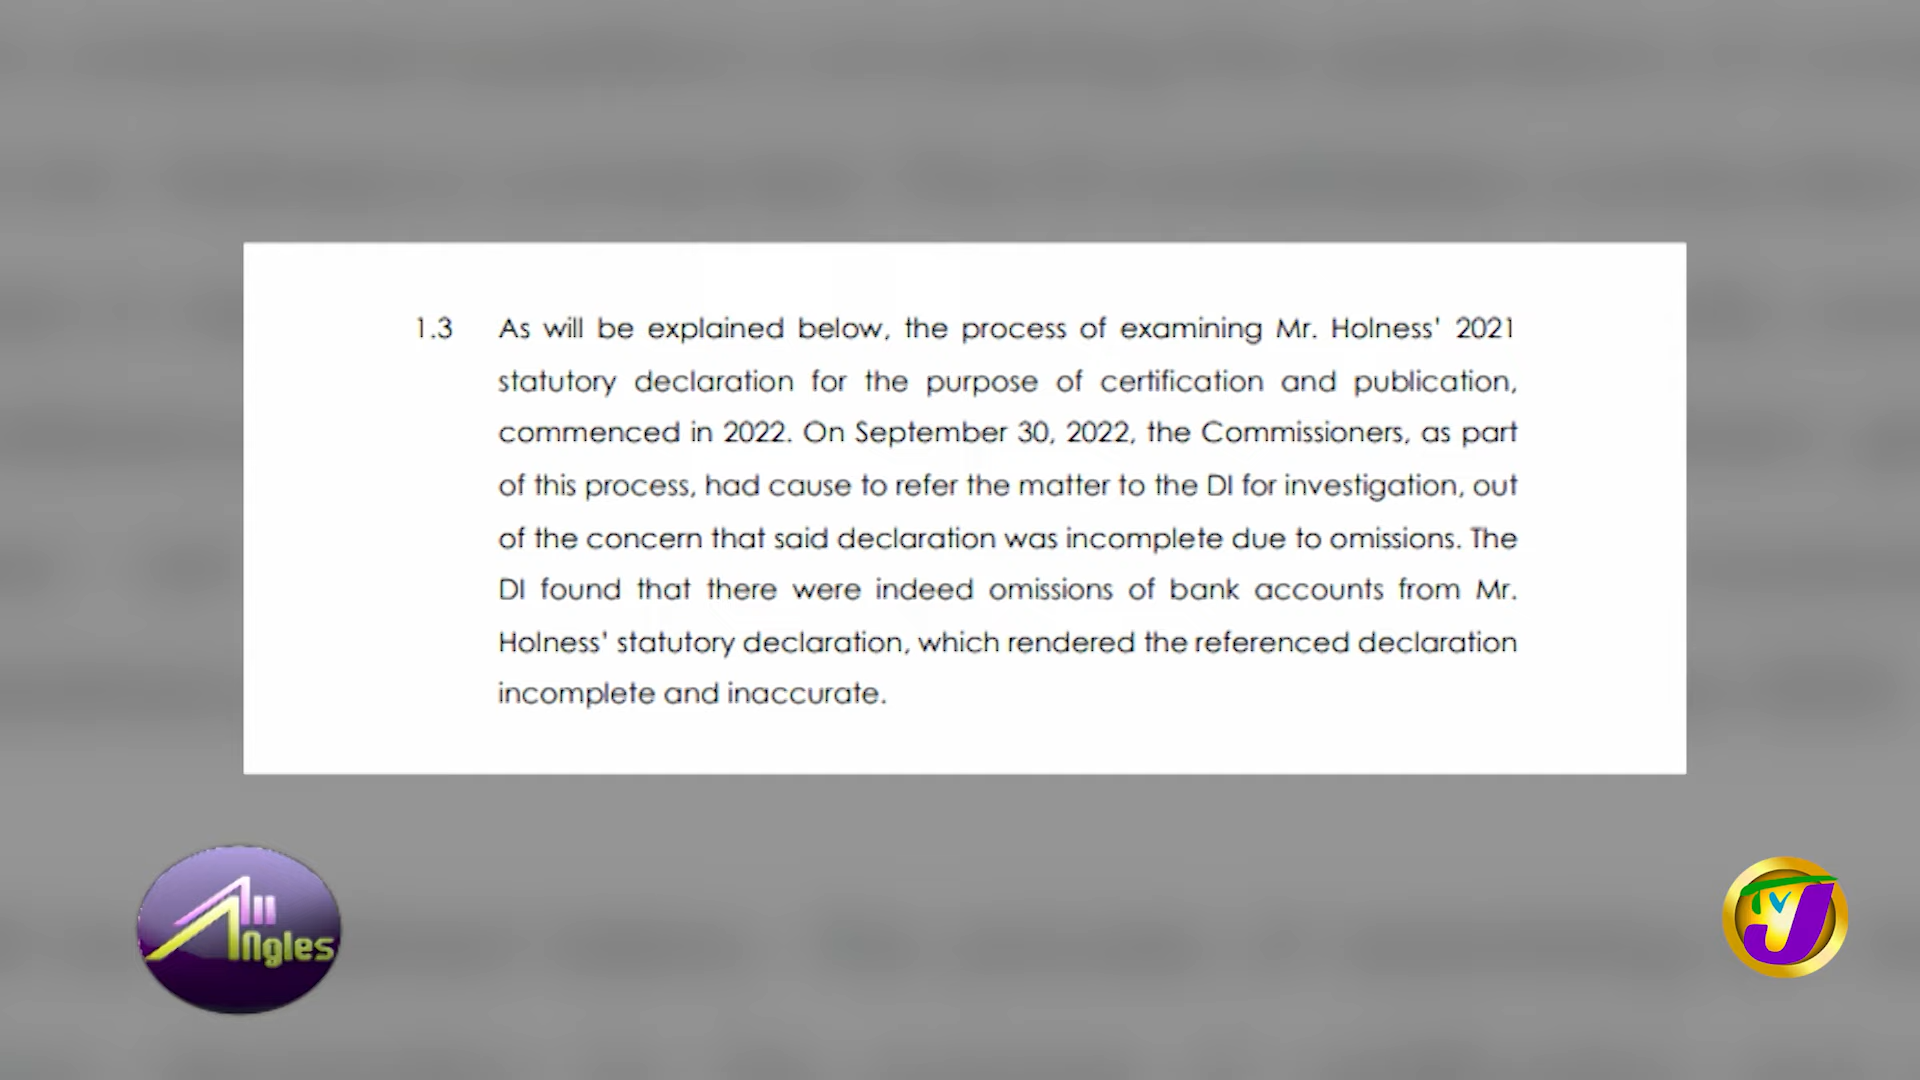 1.3 As will be explained below, the process of examining Mr. Holness' 2021
statutory declaration for the purpose of certification and publication,
commenced in 2022. On September 30, 2022, the Commissioners, as part
of this process, had cause to refer the matter to the DI for investigation, out
of the concern that said declaration was incomplete due to omissions. The
DI found that there were indeed omissions of bank accounts from Mr.
Holness' statutory declaration, which rendered the referenced declaration
incomplete and inaccurate.
All
Angles
TVJ